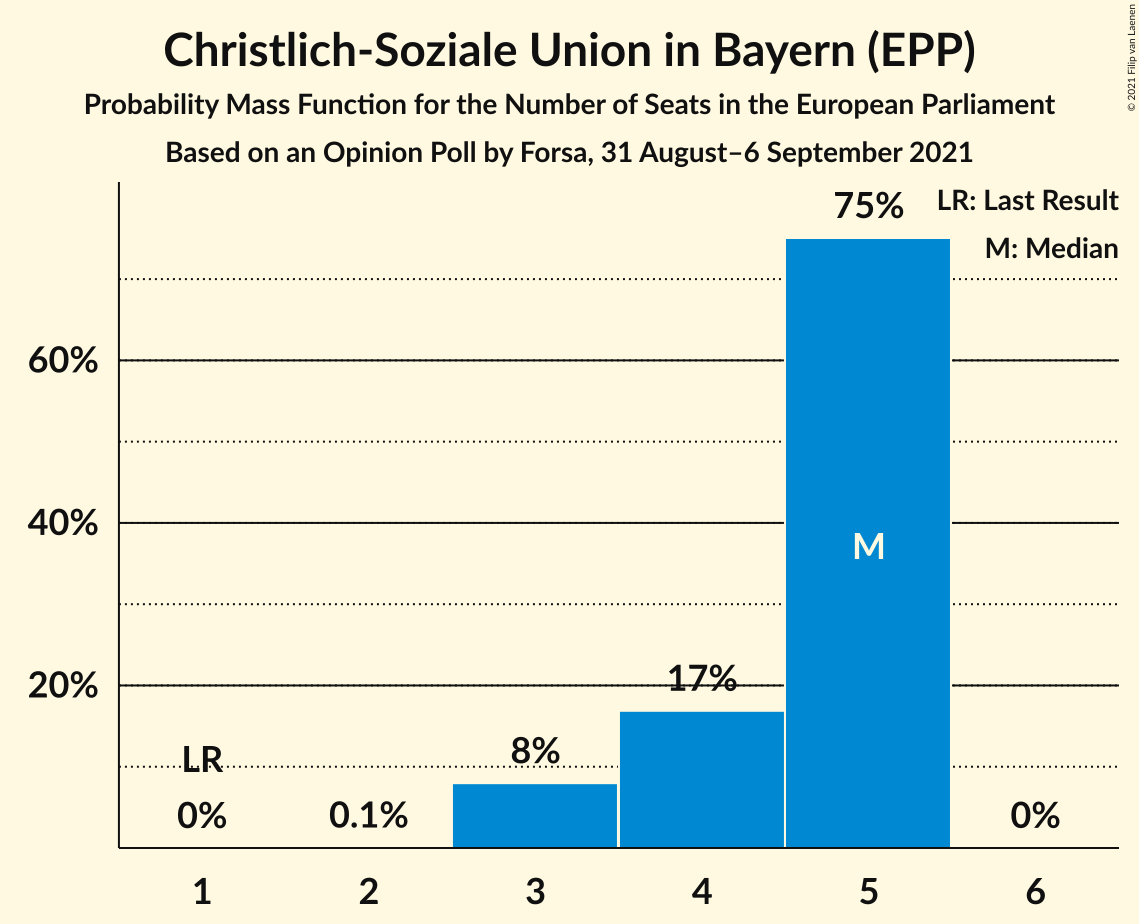 Christlich-Soziale Union in Bayern (EPP)
Probability Mass Function for the Number of Seats in the European Parliament
Based on an Opinion Poll by Forsa, 31 August–6 September 2021
© 2021 Filip van Laenen
LR: Last Result
M: Median
75%
60%
40%
M
20%
17%
8%
LR
0%
0.1%
0%
1 2 3 4 5 6